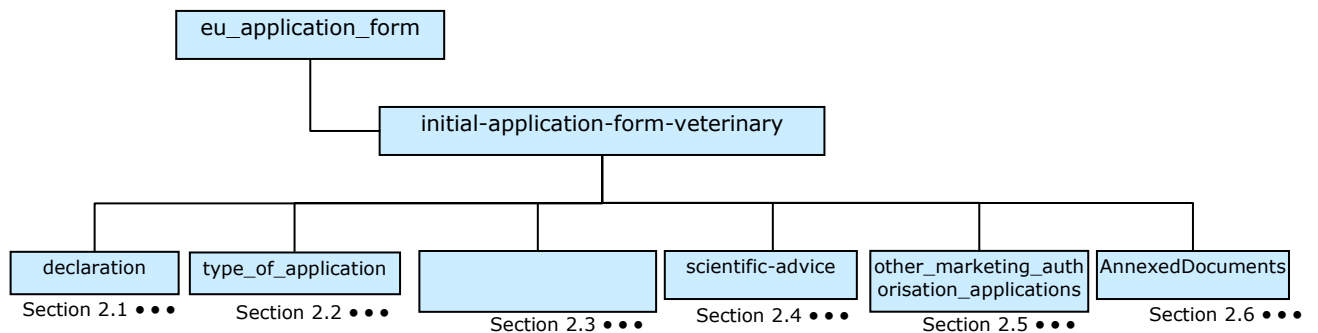 eu_application_form
initial-application-form-veterinary
declaration
type_of_application
scientific-advice
other_marketing_auth
orisation_applications
AnnexedDocuments
Section 2.1 •••
Section 2.2 •••
Section 2.3 •••
Section 2.4 •••
Section 2.5 •••
Section 2.6 •••